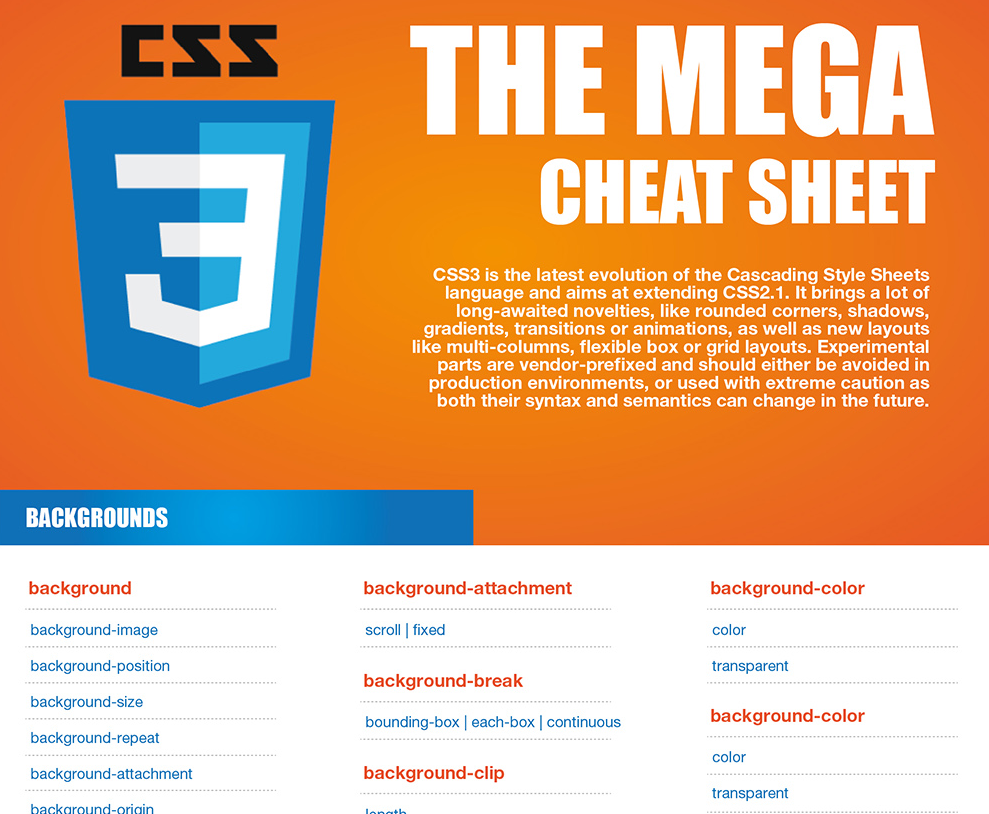 CSS
3
THE MEGA
CHEAT SHEET
CSS3 is the latest evolution of the Cascading Style Sheets
language and aims at extending CSS2.1. It brings a lot of
long-awaited novelties, like rounded corners, shadows,
gradients, transitions or animations, as well as new layouts
like multi-columns, flexible box or grid layouts. Experimental
parts are vendor-prefixed and should either be avoided in
production environments, or used with extreme caution as
both their syntax and semantics can change in the future.
BACKGROUNDS
background
background-image
background-position
background-size
background-repeat
background-attachment
background-origin
background-attachment
scroll | fixed
background-break
bounding-box | each-box | continuous
background-clip
length
background-color
color
transparent
background-color
color
transparent